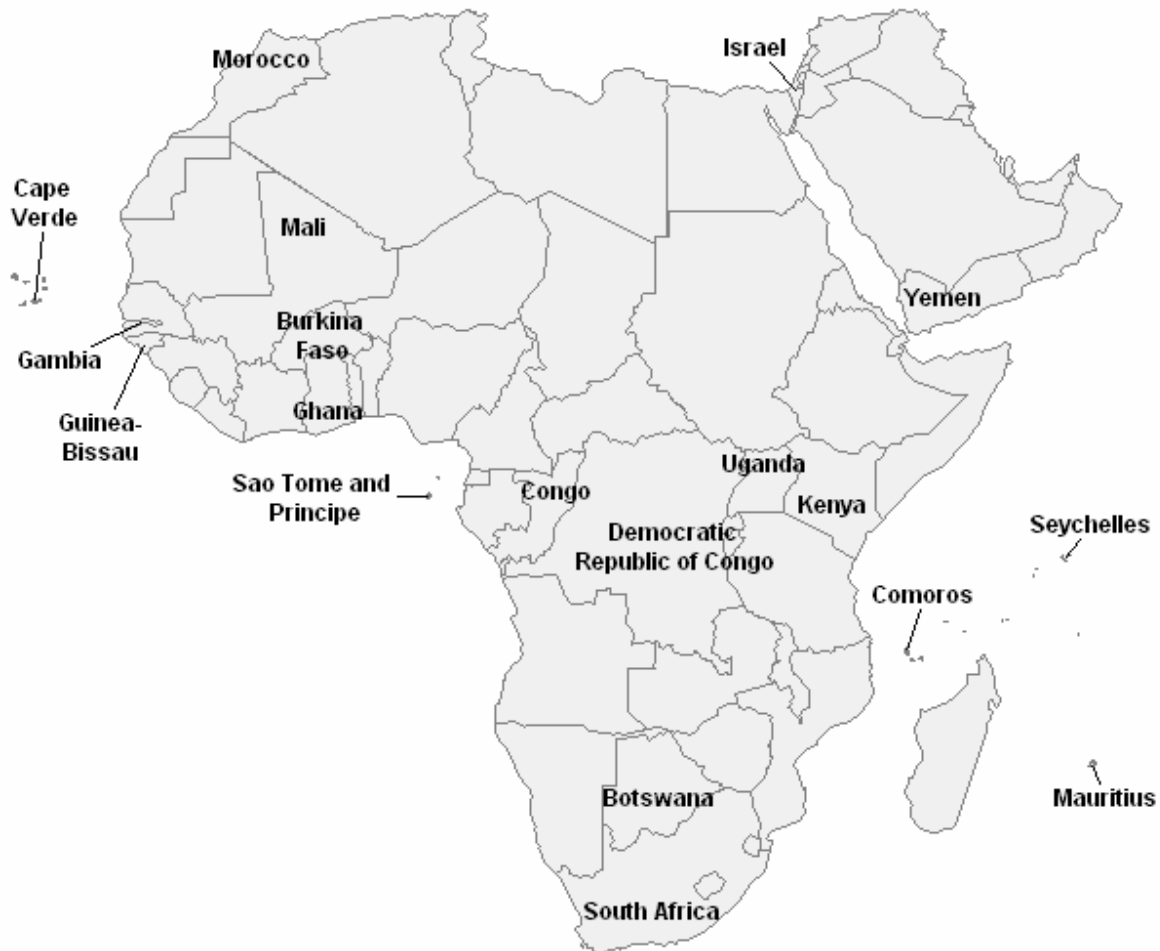 Morocco
Israel
Cape
Verde
Mali
Yemen
Burkina
Faso
Gambia
Ghana
Guinea-
Bissau
Uganda
Sao Tome and
Principe
Congo
Kenya
Democratic
Republic of Congo
Seychelles
Comoros
Botswana
Mauritius
South Africa